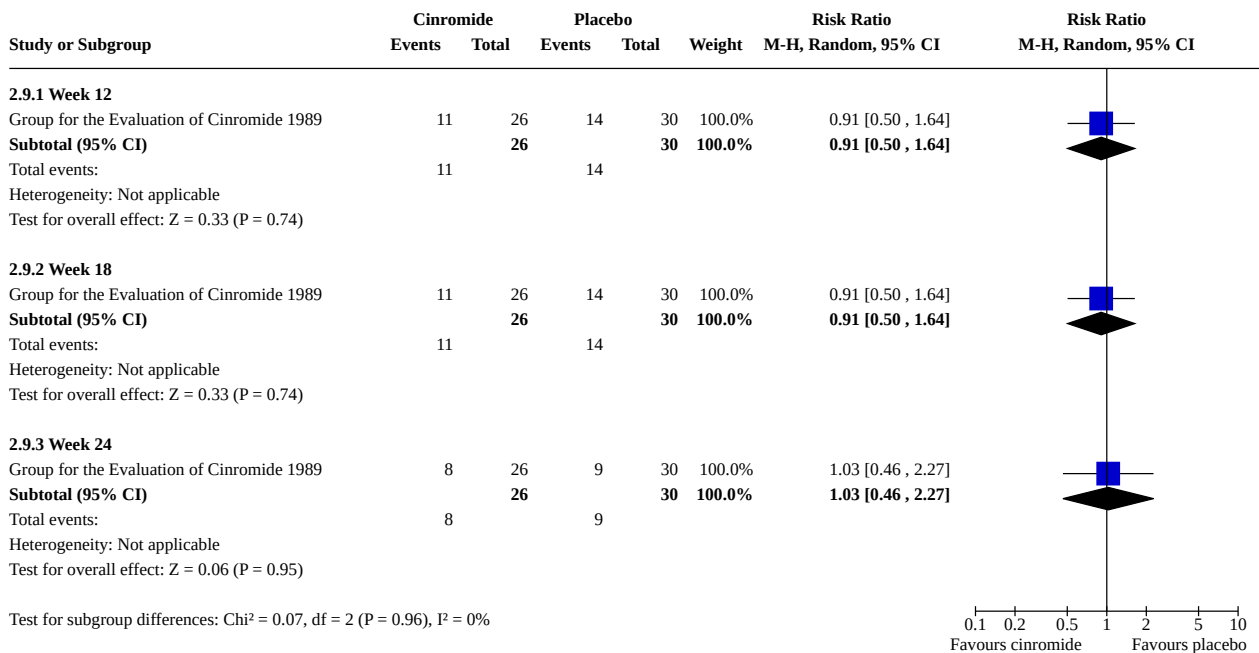 Cinromide Placebo Risk Ratio Risk Ratio
Study or Subgroup Events Total Events Total Weight M-H, Random, 95% CI M-H, Random, 95% CI
2.9.1 Week 12
Group for the Evaluation of Cinromide 1989 11 26 14 30 100.0% 0.91 [0.50 , 1.64]
Subtotal (95% CI) 26 30 100.0% 0.91 [0.50 , 1.64]
Total events: 11 14
Heterogeneity: Not applicable
Test for overall effect: Z = 0.33 (P = 0.74)
2.9.2 Week 18
Group for the Evaluation of Cinromide 1989 11 26 14 30 100.0% 0.91 [0.50 , 1.64]
Subtotal (95% CI) 26 30 100.0% 0.91 [0.50 , 1.64]
Total events: 11 14
Heterogeneity: Not applicable
Test for overall effect: Z = 0.33 (P = 0.74)
2.9.3 Week 24
Group for the Evaluation of Cinromide 1989 8 26 9 30 100.0% 1.03 [0.46 , 2.27]
Subtotal (95% CI) 26 30 100.0% 1.03 [0.46 , 2.27]
Total events: 8 9
Heterogeneity: Not applicable
Test for overall effect: Z = 0.06 (P = 0.95)
Test for subgroup differences: Chi² = 0.07, df = 2 (P = 0.96), I² = 0%
0.1 0.2 0.5 1 2 5 10
Favours cinromide Favours placebo